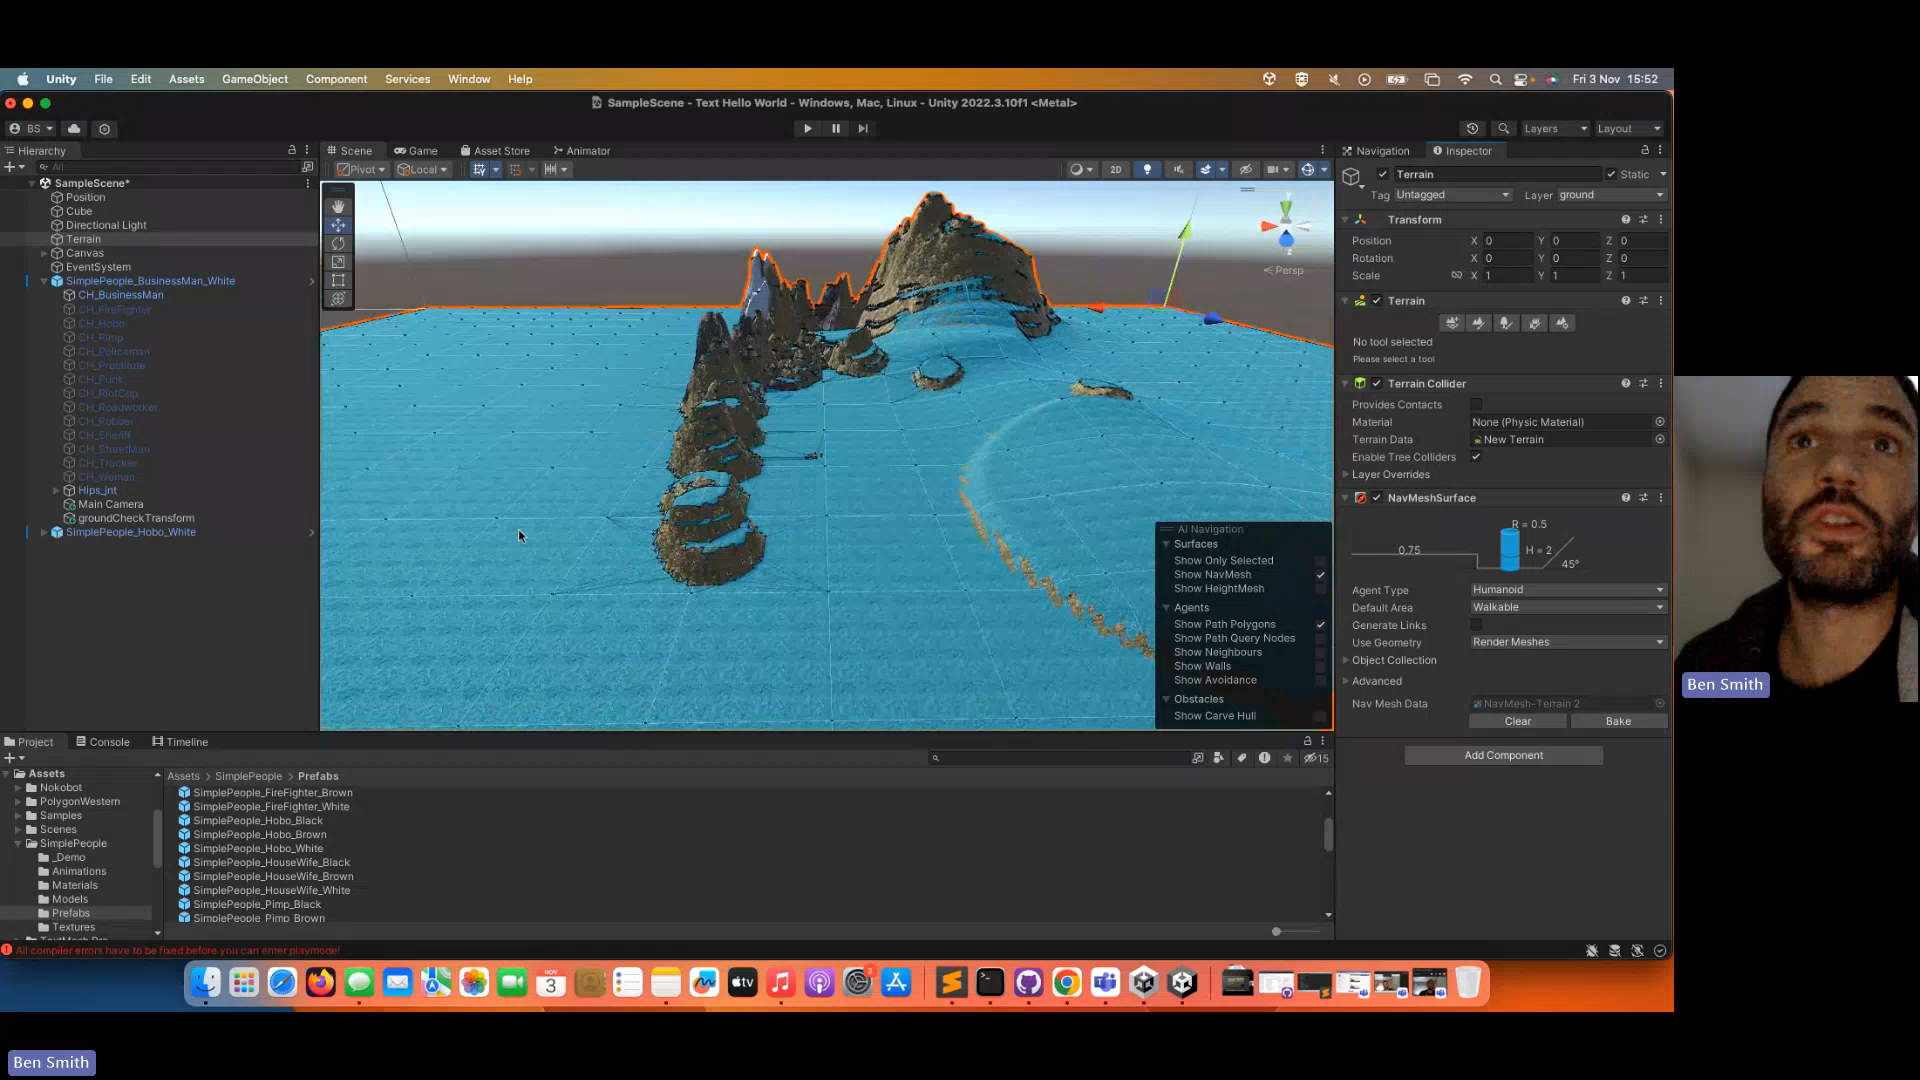 Unity File Edit Assets GameObject Component Services Window Help
Fri 3 Nov 15:52
SampleScene - Text Hello World - Windows, Mac, Linux - Unity 2022.3.10f1 <Metal>
BS
Layers
Layout
Hierarchy
All
SampleScene*
Position
Cube
Directional Light
Terrain
Canvas
EventSystem
SimplePeople_BusinessMan_White
CH_BusinessMan
CH_FireFighter
CH_Hobo
CH_Pimp
CH_Policeman
CH_Prostitute
CH_Punk
CH_RiotCop
CH_Roadworker
CH_Robber
CH_Sheriff
CH_StreetMan
CH_Trucker
CH_Woman
Hips_jnt
Main Camera
groundCheckTransform
SimplePeople_Hobo_White
Scene Game Asset Store Animator
Pivot Local
2D
Persp
AI Navigation
Surfaces
Show Only Selected
Show NavMesh
Show HeightMesh
Agents
Show Path Polygons
Show Path Query Nodes
Show Neighbours
Show Walls
Show Avoidance
Obstacles
Show Carve Hull
Navigation Inspector
Terrain
Static
Tag Untagged Layer ground
Transform
Position X 0 Y 0 Z 0
Rotation X 0 Y 0 Z 0
Scale X 1 Y 1 Z 1
Terrain
No tool selected
Please select a tool
Terrain Collider
Provides Contacts
Material None (Physic Material)
Terrain Data New Terrain
Enable Tree Colliders
Layer Overrides
NavMeshSurface
R = 0.5
0.75
H = 2
45°
Agent Type Humanoid
Default Area Walkable
Generate Links
Use Geometry Render Meshes
Object Collection
Advanced
Nav Mesh Data NavMesh-Terrain 2
Clear Bake
Add Component
Project Console Timeline
15
Assets
Nokobot
PolygonWestern
Samples
Scenes
SimplePeople
_Demo
Animations
Materials
Models
Prefabs
Textures
Assets > SimplePeople > Prefabs
SimplePeople_FireFighter_Brown
SimplePeople_FireFighter_White
SimplePeople_Hobo_Black
SimplePeople_Hobo_Brown
SimplePeople_Hobo_White
SimplePeople_HouseWife_Black
SimplePeople_HouseWife_Brown
SimplePeople_HouseWife_White
SimplePeople_Pimp_Black
SimplePeople_Pimp_Brown
All compiler errors have to be fixed before you can enter playmode!
NOV
3
tv
2
Ben Smith
Ben Smith